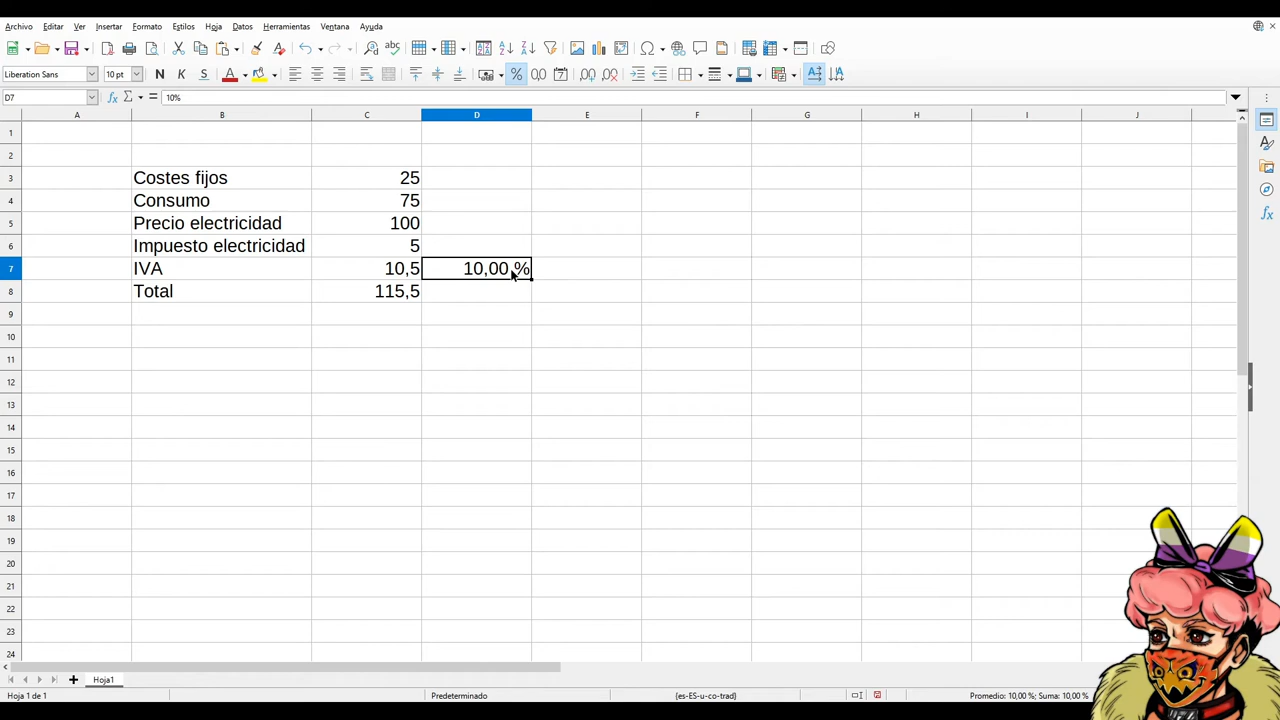 Archivo Editar Ver Insertar Formato Estilos Hoja Datos Herramientas Ventana Ayuda
Liberation Sans 10 pt N K S
D7 10%
A B C D E F G H I J
1
2
3 Costes fijos 25
4 Consumo 75
5 Precio electricidad 100
6 Impuesto electricidad 5
7 IVA 10,5 10,00 %
8 Total 115,5
9
10
11
12
13
14
15
16
17
18
19
20
21
22
23
24
Hoja1
Hoja 1 de 1 Predeterminado {es-ES-u-co-trad} Promedio: 10,00 %; Suma: 10,00 %